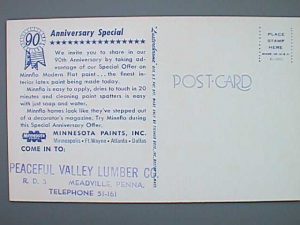 90
Anniversary Special
We invite you to share in our
90th Anniversary by taking ad-
vantage of our Special Offer on
Minnflo Modern Flat paint... the finest in-
terior latex paint being made today.
Minnflo is easy to apply, dries to touch in 20
minutes and cleaning paint spatters is easy
with just soap and water.
Minnflo homes look like they've stepped out
of a decorator's magazine. Try Minnflo during
this Special Anniversary Offer.
MINNESOTA PAINTS, INC.
Minneapolis • Ft. Wayne • Atlanta • Dallas
COME IN TO:
PEACEFUL VALLEY LUMBER CO.
R. D. 3 MEADVILLE, PENNA.
TELEPHONE 51-161
POST-CARD
PLACE
STAMP
HERE